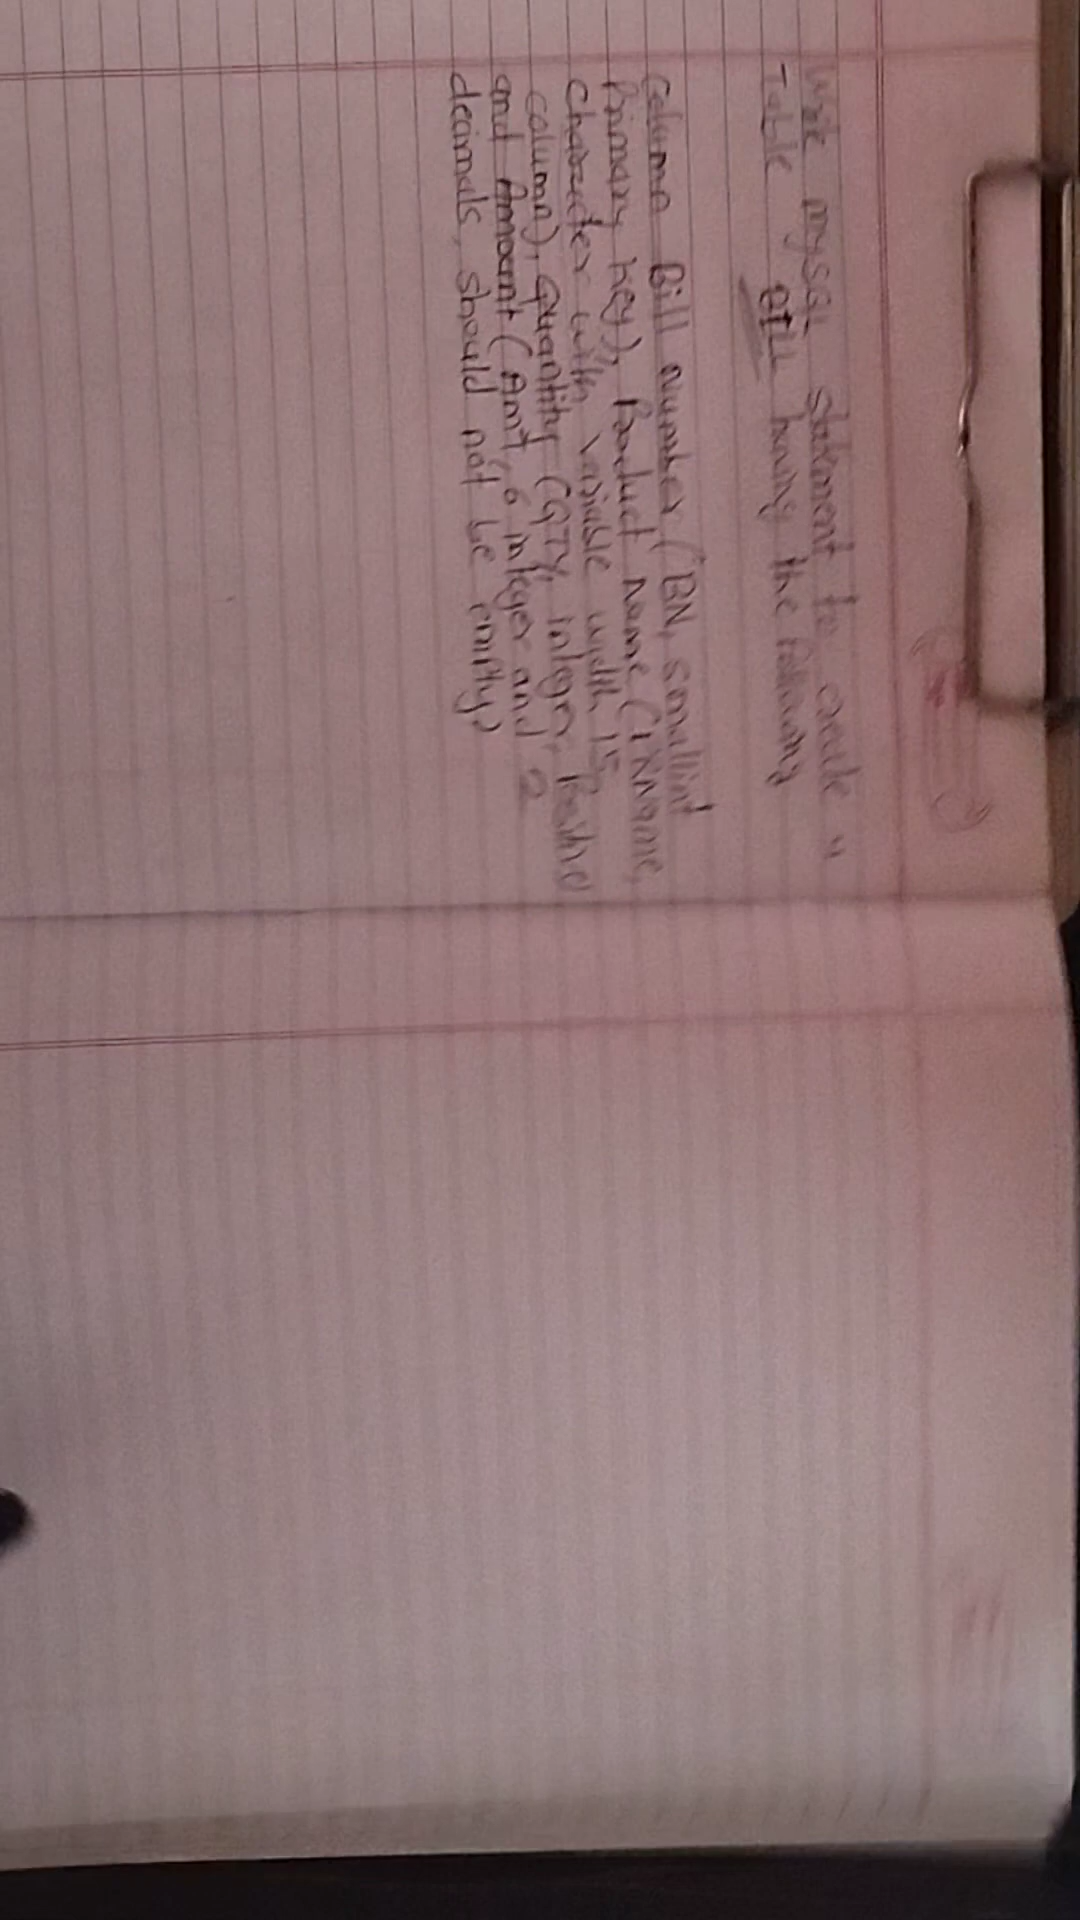 Write mysql statement to create a
Table BILL having the following
Column Bill number (BN, smallint
Primary key), Product name (PRName,
Character with variable width 15
column), Quantity (QTY, integer, Positive)
and Amount (Amt, 6 integer and 2
decimals, should not be empty)